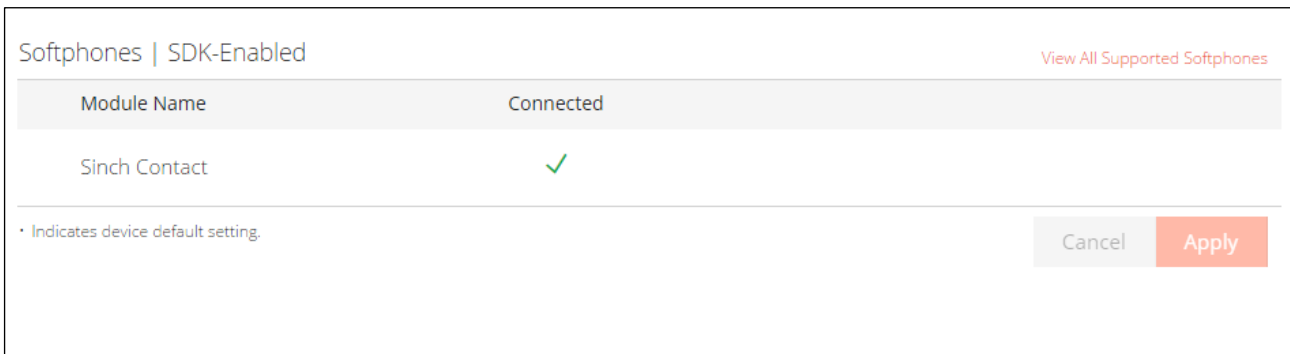 Softphones | SDK-Enabled
View All Supported Softphones
Module Name Connected
Sinch Contact
• Indicates device default setting.
Cancel Apply